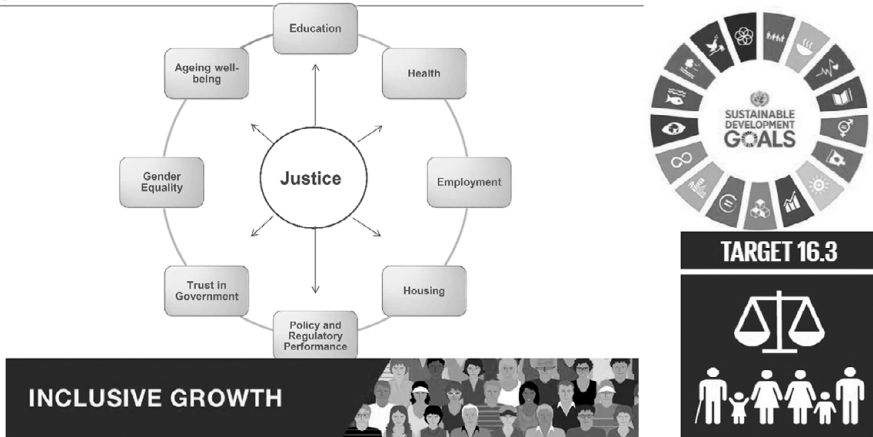 Education
Ageing well-
being
Health
Gender
Equality
Justice
Employment
Trust in
Government
Housing
Policy and
Regulatory
Performance
INCLUSIVE GROWTH
SUSTAINABLE
DEVELOPMENT
GOALS
TARGET 16.3